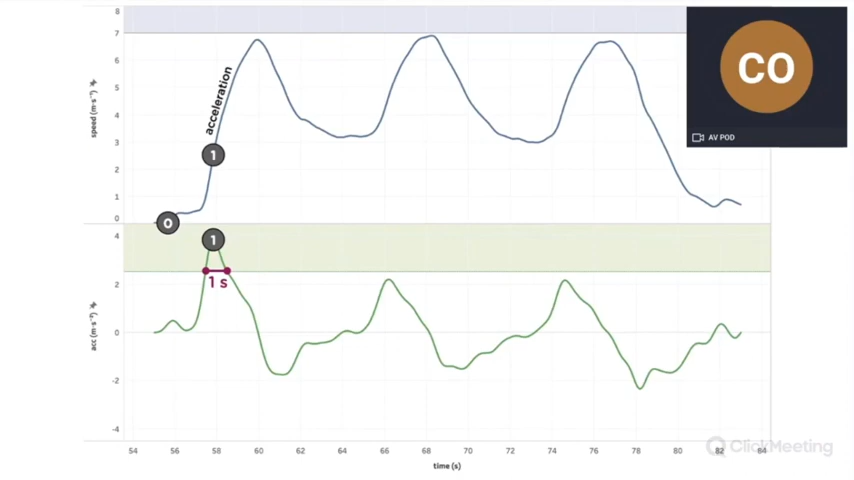 8
7
6
5
4
3
2
1
0
speed (m·s⁻¹)
acceleration
1
0
CO
AV POD
4
2
0
-2
-4
acc (m·s⁻²)
1
1 s
54 56 58 60 62 64 66 68 70 72 74 76 78 80 82 84
time (s)
ClickMeeting